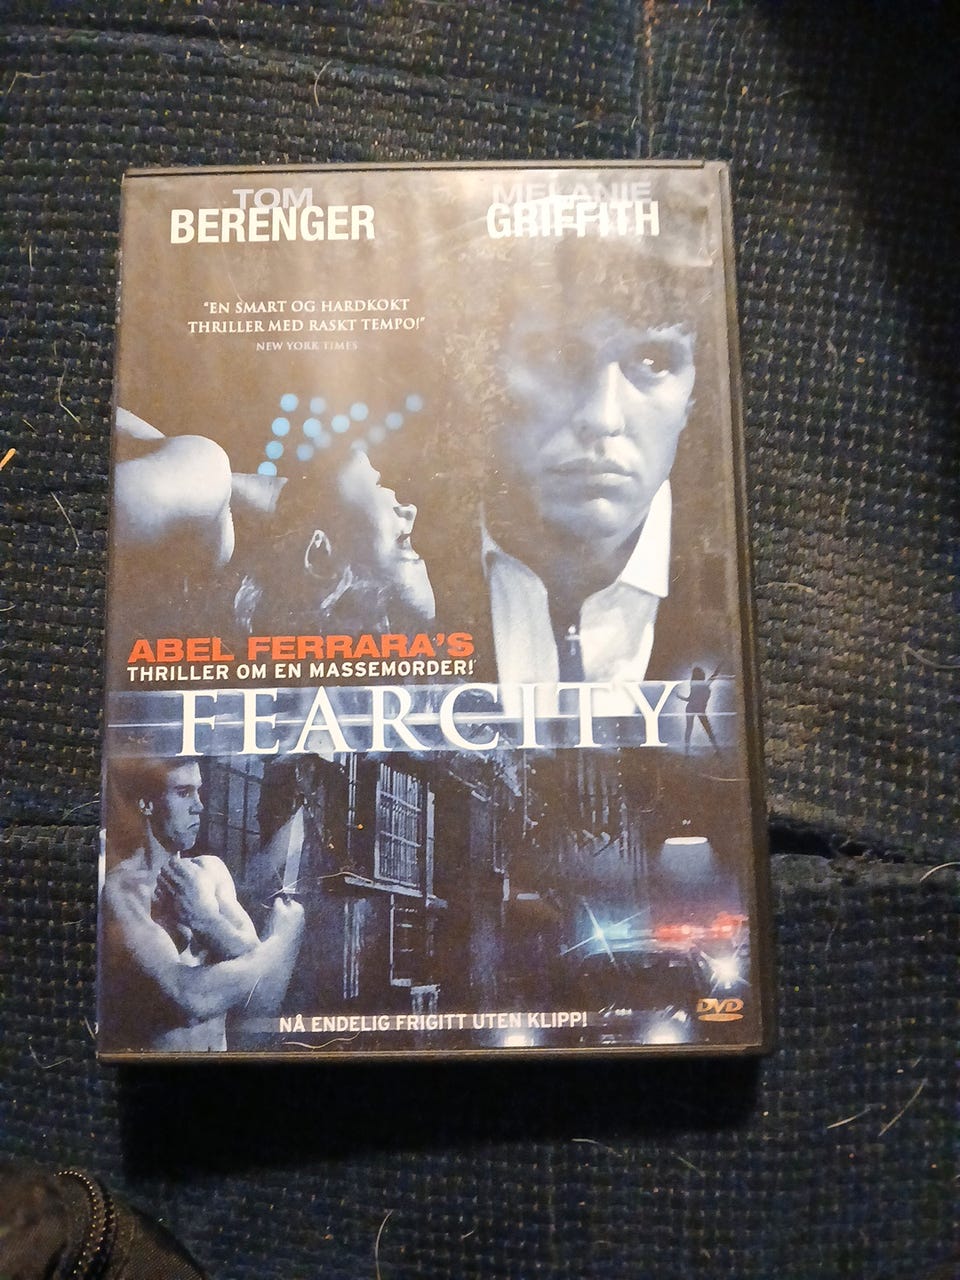 TOM
BERENGER
MELANIE
GRIFFITH
"EN SMART OG HARDKOKT
THRILLER MED RASKT TEMPO!"
NEW YORK TIMES
ABEL FERRARA'S
THRILLER OM EN MASSEMORDER!
FEARCITY
NÅ ENDELIG FRIGITT UTEN KLIPP!
DVD